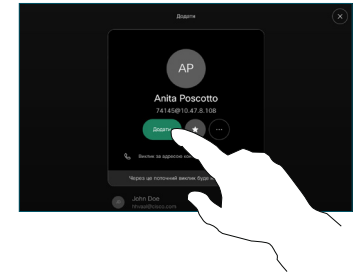 Додати
AP
Anita Poscotto
74145@10.47.8.108
Додати
Виклик за адресою
Через це головний виклик буде
John Doe